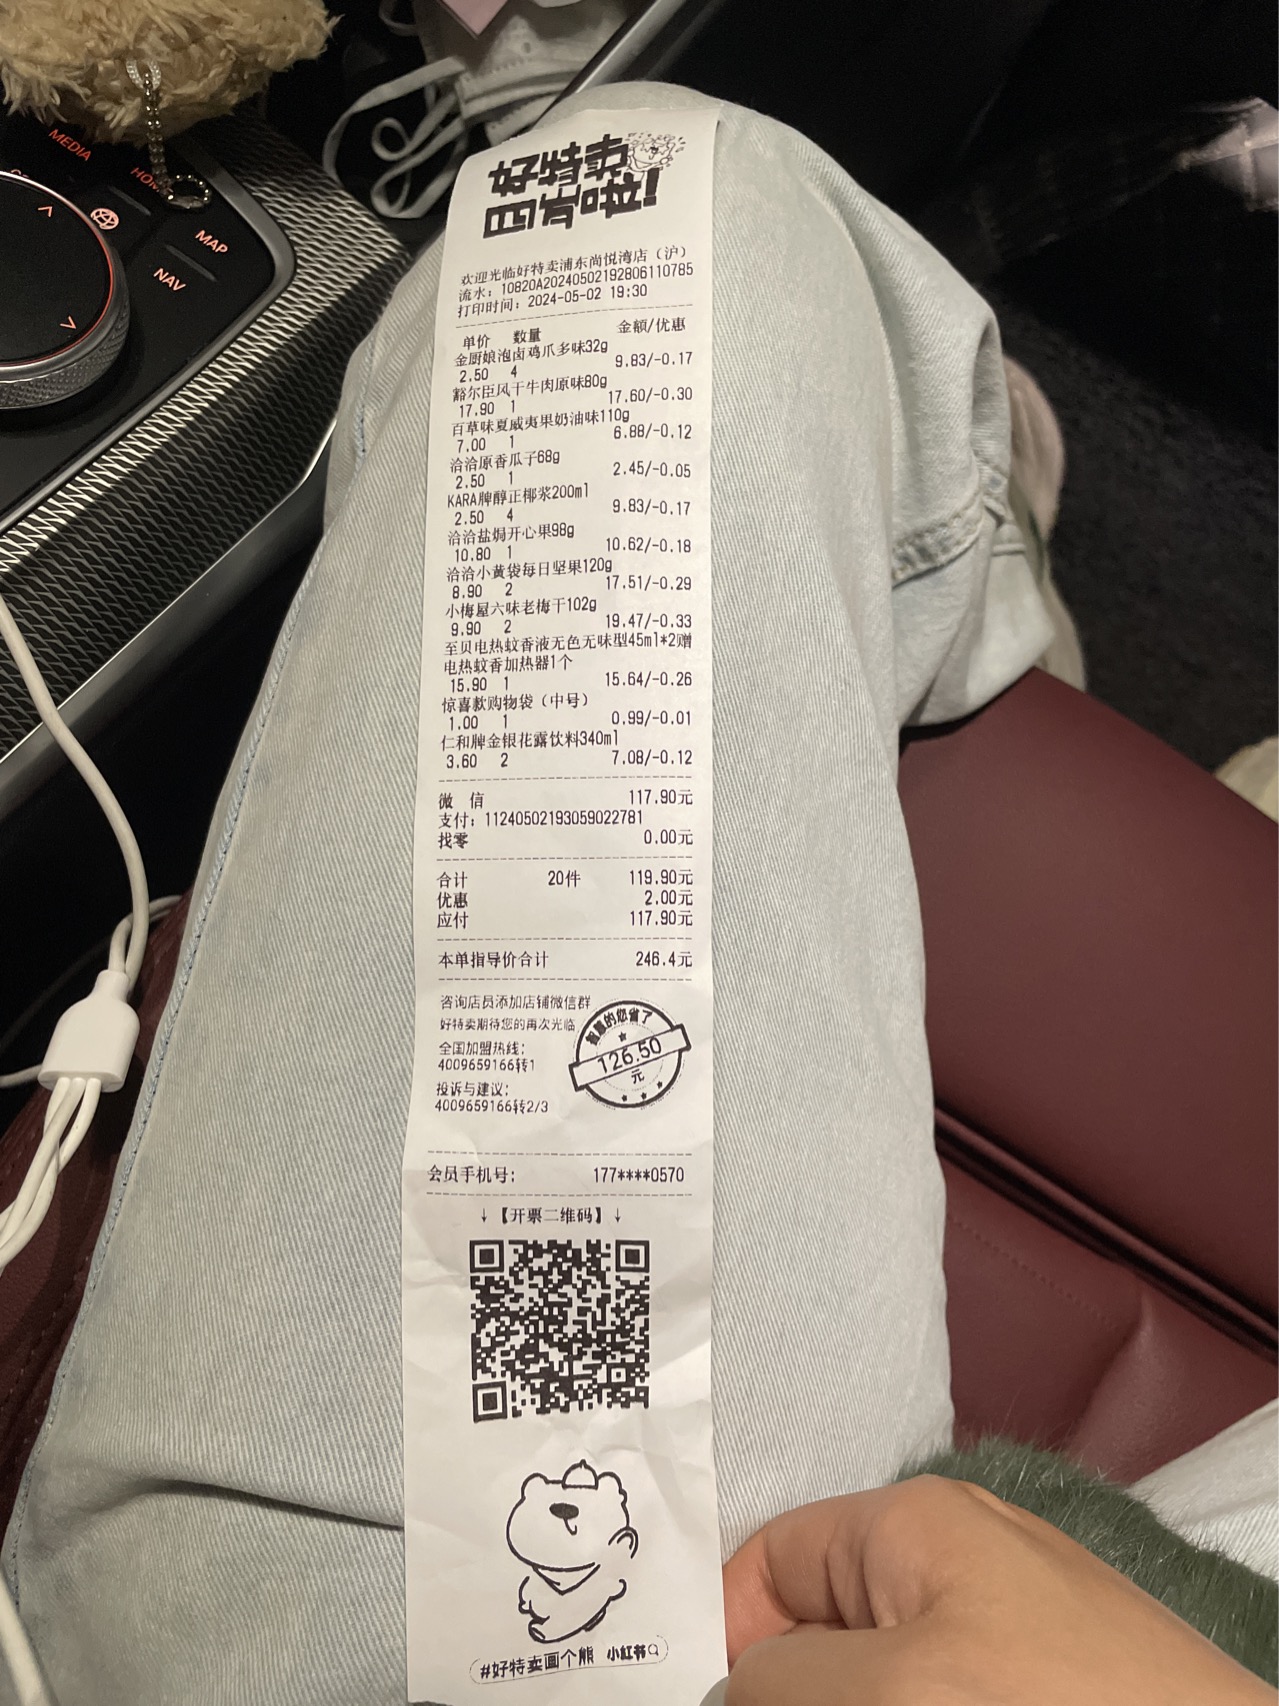 MEDIA
HOM
MAP
NAV
好特卖
又开啦!
欢迎光临好特卖浦东尚悦湾店（沪）
流水：10820A20240502192806110785
打印时间：2024-05-02 19:30
单价 数量 金额/优惠
金厨娘泡卤鸡爪多味32g
2.50 4 9.83/-0.17
豁尔臣风干牛肉原味80g
17.90 1 17.60/-0.30
百草味夏威夷果奶油味110g
7.00 1 6.88/-0.12
洽洽原香瓜子68g
2.50 1 2.45/-0.05
KARA牌醇正椰浆200ml
2.50 4 9.83/-0.17
洽洽盐焗开心果98g
10.80 1 10.62/-0.18
洽洽小黄袋每日坚果120g
8.90 2 17.51/-0.29
小梅屋六味老梅干102g
9.90 2 19.47/-0.33
至贝电热蚊香液无色无味型45ml*2赠
电热蚊香加热器1个
15.90 1 15.64/-0.26
惊喜款购物袋（中号）
1.00 1 0.99/-0.01
仁和牌金银花露饮料340ml
3.60 2 7.08/-0.12
微 信 117.90元
支付：11240502193059022781
找零 0.00元
合计 20件 119.90元
优惠 2.00元
应付 117.90元
本单指导价合计 246.4元
咨询店员添加店铺微信群
好特卖期待您的再次光临
全国加盟热线：
4009659166转1
投诉与建议：
4009659166转2/3
智慧的您省了
126.50
元
会员手机号： 177****0570
↓【开票二维码】↓
#好特卖画个熊 小红书